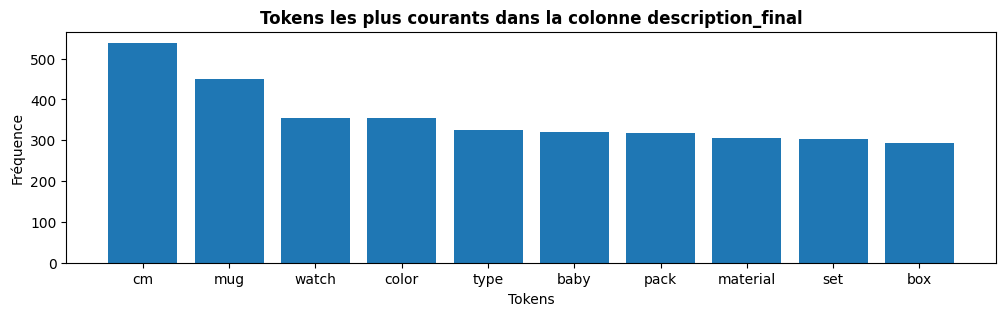 Tokens les plus courants dans la colonne description_final
Fréquence
500
400
300
200
100
0
cm mug watch color type baby pack material set box
Tokens